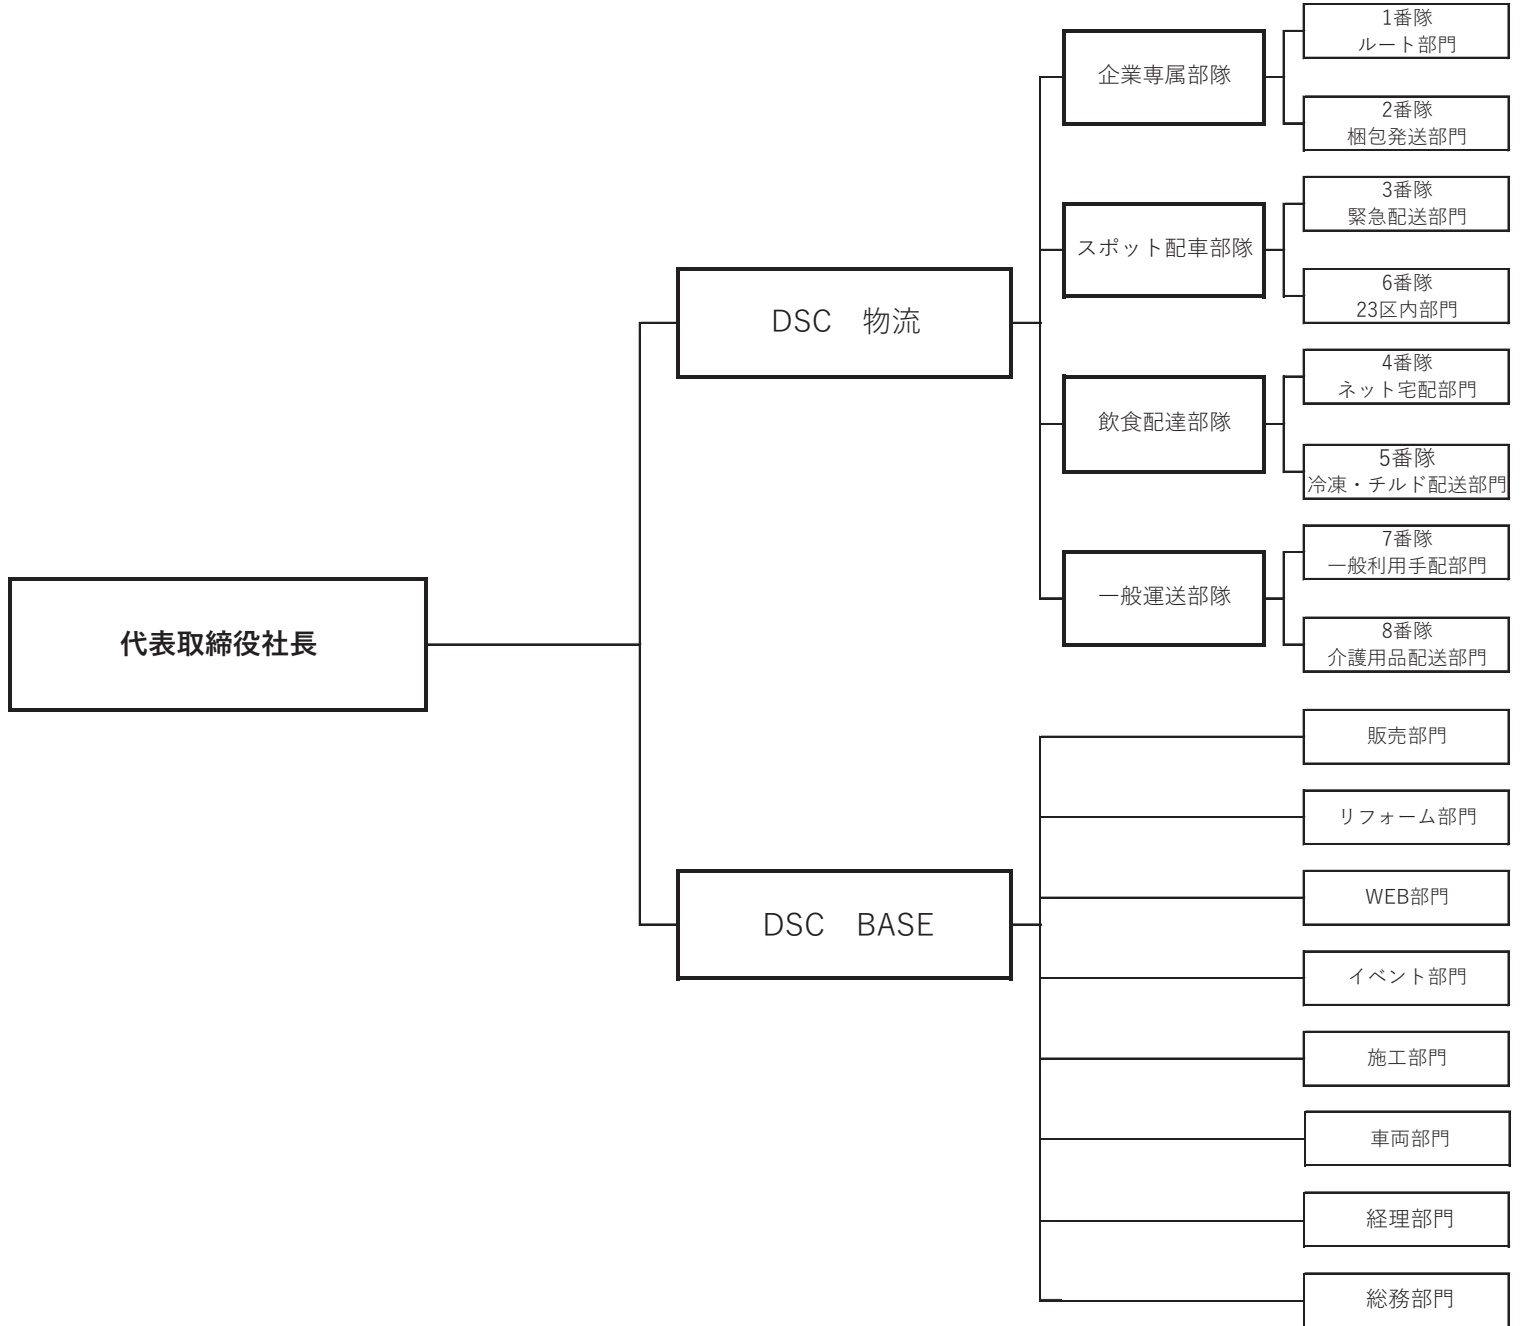 代表取締役社長
DSC　物流
企業専属部隊
1番隊
ルート部門
2番隊
梱包発送部門
スポット配車部隊
3番隊
緊急配送部門
6番隊
23区内部門
飲食配達部隊
4番隊
ネット宅配部門
5番隊
冷凍・チルド配送部門
一般運送部隊
7番隊
一般利用手配部門
8番隊
介護用品配送部門
DSC　BASE
販売部門
リフォーム部門
WEB部門
イベント部門
施工部門
車両部門
経理部門
総務部門